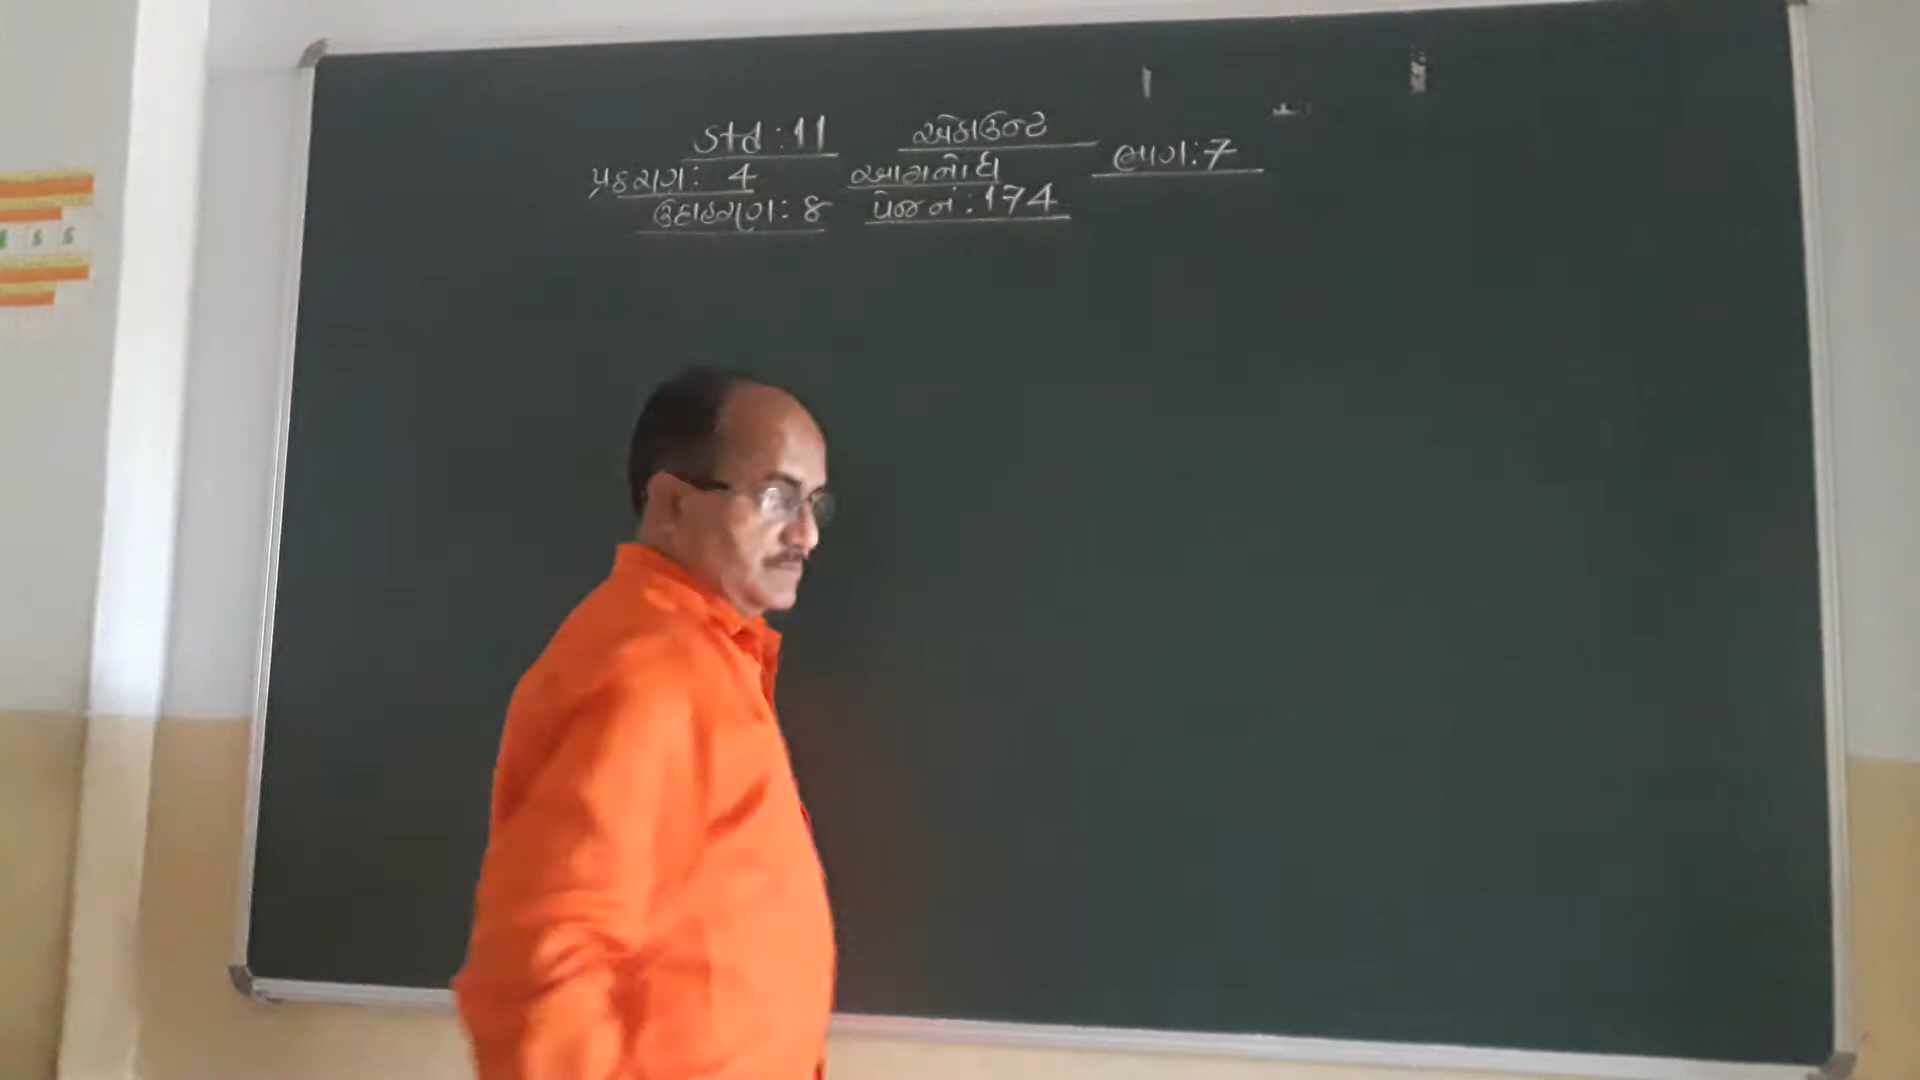 Std : 11 એકાઉન્ટ
પ્રકરણ : 4 આમનોંધ ભાગ : 7
ઉદાહરણ : 8 પેજ નં. : 174